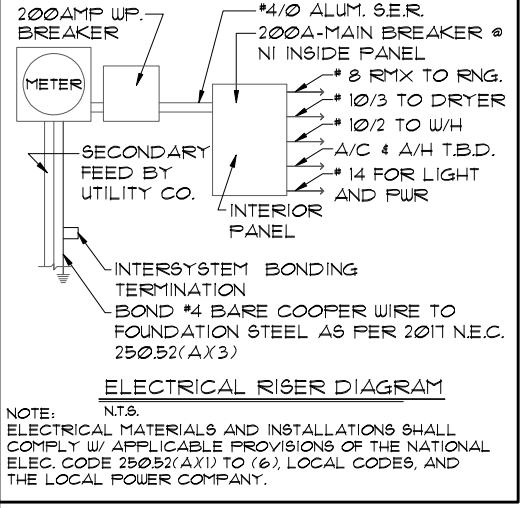 200AMP WP.
BREAKER
#4/0 ALUM. S.E.R.
200A-MAIN BREAKER @
N1 INSIDE PANEL
METER
# 8 RMX TO RNG.
# 10/3 TO DRYER
# 10/2 TO W/H
A/C & A/H T.B.D.
# 14 FOR LIGHT
AND PWR
SECONDARY
FEED BY
UTILITY CO.
INTERIOR
PANEL
INTERSYSTEM BONDING
TERMINATION
BOND #4 BARE COOPER WIRE TO
FOUNDATION STEEL AS PER 2017 N.E.C.
250.52(A)(3)
ELECTRICAL RISER DIAGRAM
N.T.S.
NOTE:
ELECTRICAL MATERIALS AND INSTALLATIONS SHALL
COMPLY W/ APPLICABLE PROVISIONS OF THE NATIONAL
ELEC. CODE 250.52(A)(1) TO (6), LOCAL CODES, AND
THE LOCAL POWER COMPANY.